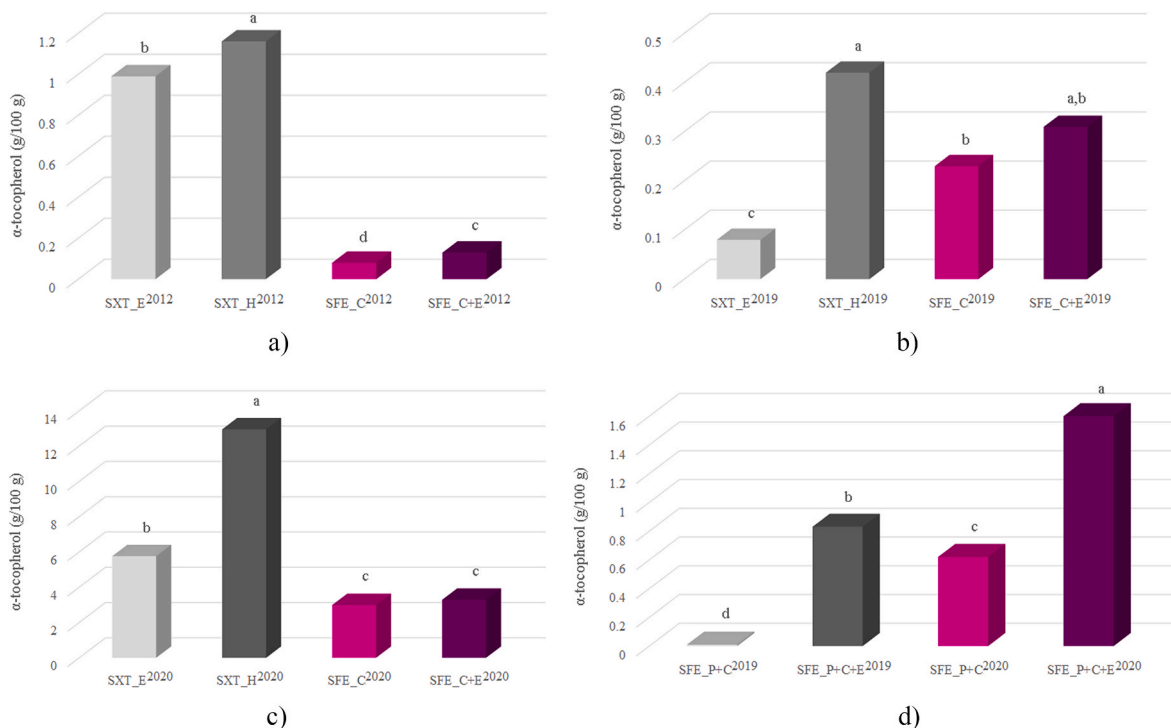 a
b
1.2
1
0.8
0.6
0.4
0.2
0
α-tocopherol (g/100 g)
d
c
SXT_E2012 SXT_H2012 SFE_C2012 SFE_C+E2012
a)
0.5
0.4
0.3
0.2
0.1
0
α-tocopherol (g/100 g)
a
a,b
b
c
SXT_E2019 SXT_H2019 SFE_C2019 SFE_C+E2019
b)
14
12
10
8
6
4
2
0
α-tocopherol (g/100 g)
a
b
c
c
SXT_E2020 SXT_H2020 SFE_C2020 SFE_C+E2020
c)
1.6
1.4
1.2
1
0.8
0.6
0.4
0.2
0
α-tocopherol (g/100 g)
a
b
c
d
SFE_P+C2019 SFE_P+C+E2019 SFE_P+C2020 SFE_P+C+E2020
d)